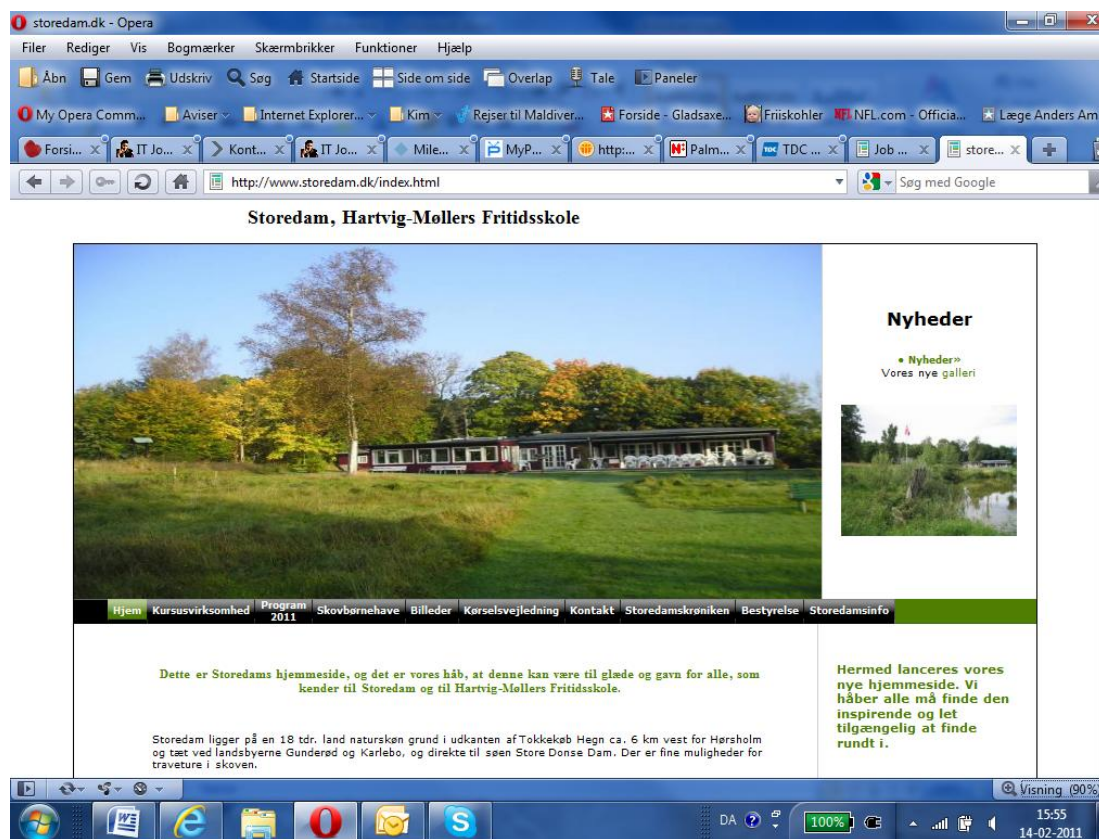 storedam.dk - Opera
Filer Rediger Vis Bogmærker Skærmbrikker Funktioner Hjælp
Åbn Gem Udskriv Søg Startside Side om side Overlap Tale Paneler
My Opera Comm... Aviser Internet Explorer... Kim Rejser til Maldiver... Forside - Gladsaxe... Friiskohler NFL.com - Officia... Læge Anders Am
Forsi... IT Jo... Kont... IT Jo... Mile... MyP... http:... Palm... TDC ... Job ... store...
http://www.storedam.dk/index.html Søg med Google
Storedam, Hartvig-Møllers Fritidsskole
Nyheder
• Nyheder»
Vores nye galleri
Hjem Kursusvirksomhed Program 2011 Skovbørnehave Billeder Kørselsvejledning Kontakt Storedamskrøniken Bestyrelse Storedamsinfo
Dette er Storedams hjemmeside, og det er vores håb, at denne kan være til glæde og gavn for alle, som
kender til Storedam og til Hartvig-Møllers Fritidsskole.
Storedam ligger på en 18 tdr. land naturskøn grund i udkanten af Tokkekøb Hegn ca. 6 km vest for Hørsholm
og tæt ved landsbyerne Gunderød og Karlebo, og direkte til søen Store Donse Dam. Der er fine muligheder for
traveture i skoven.
Hermed lanceres vores
nye hjemmeside. Vi
håber alle må finde den
inspirende og let
tilgængelig at finde
rundt i.
Visning (90%)
DA 100% 15:55
14-02-2011